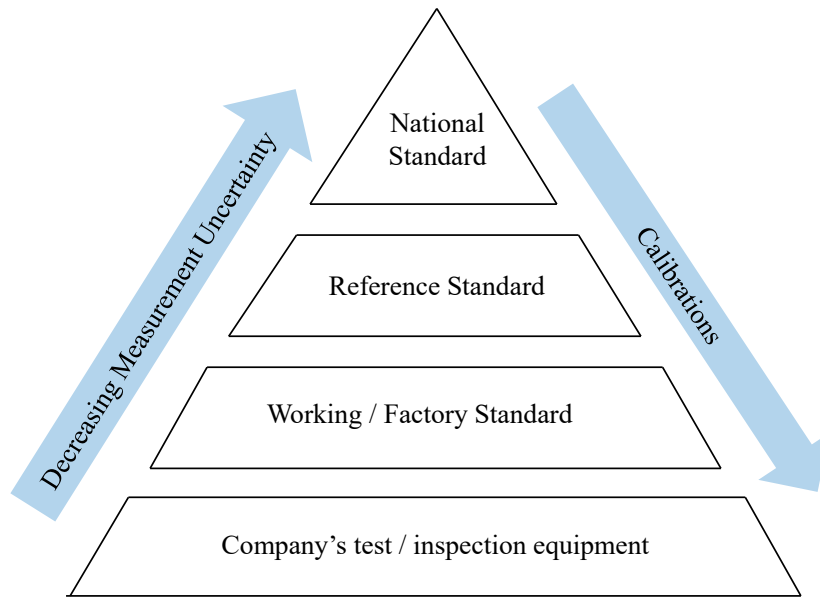 National
Standard
Decreasing Measurement Uncertainty
Calibrations
Reference Standard
Working / Factory Standard
Company’s test / inspection equipment